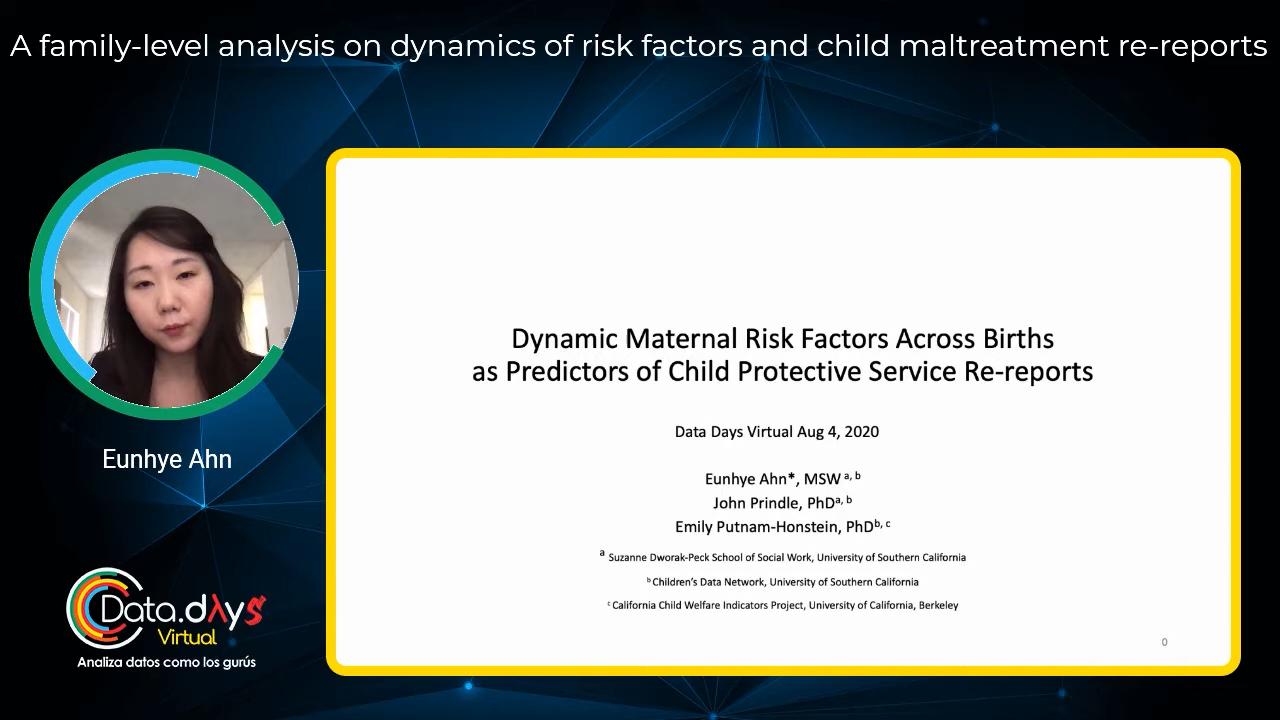 A family-level analysis on dynamics of risk factors and child maltreatment re-reports
Dynamic Maternal Risk Factors Across Births
as Predictors of Child Protective Service Re-reports
Data Days Virtual Aug 4, 2020
Eunhye Ahn*, MSW a, b
John Prindle, PhDa, b
Emily Putnam-Honstein, PhDb, c
a Suzanne Dworak-Peck School of Social Work, University of Southern California
b Children's Data Network, University of Southern California
c California Child Welfare Indicators Project, University of California, Berkeley
0
Eunhye Ahn
Data.dλys
Virtual
Analiza datos como los gurús